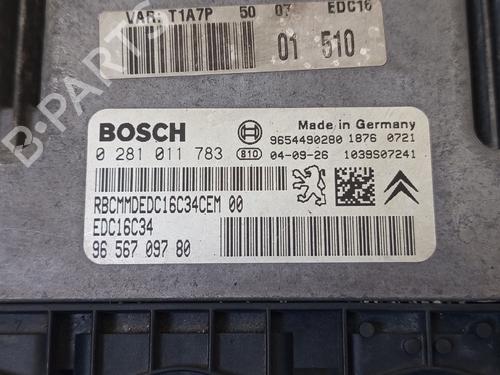 VAR: T1A7P 50 07 EDC16
01 510
BOSCH
Made in Germany
9654490280 1876 0721
0 281 011 783 810 04-09-26 1039S07241
RBCMMDEDC16C34CEM 00
EDC16C34
96 567 097 80
B-PARTS